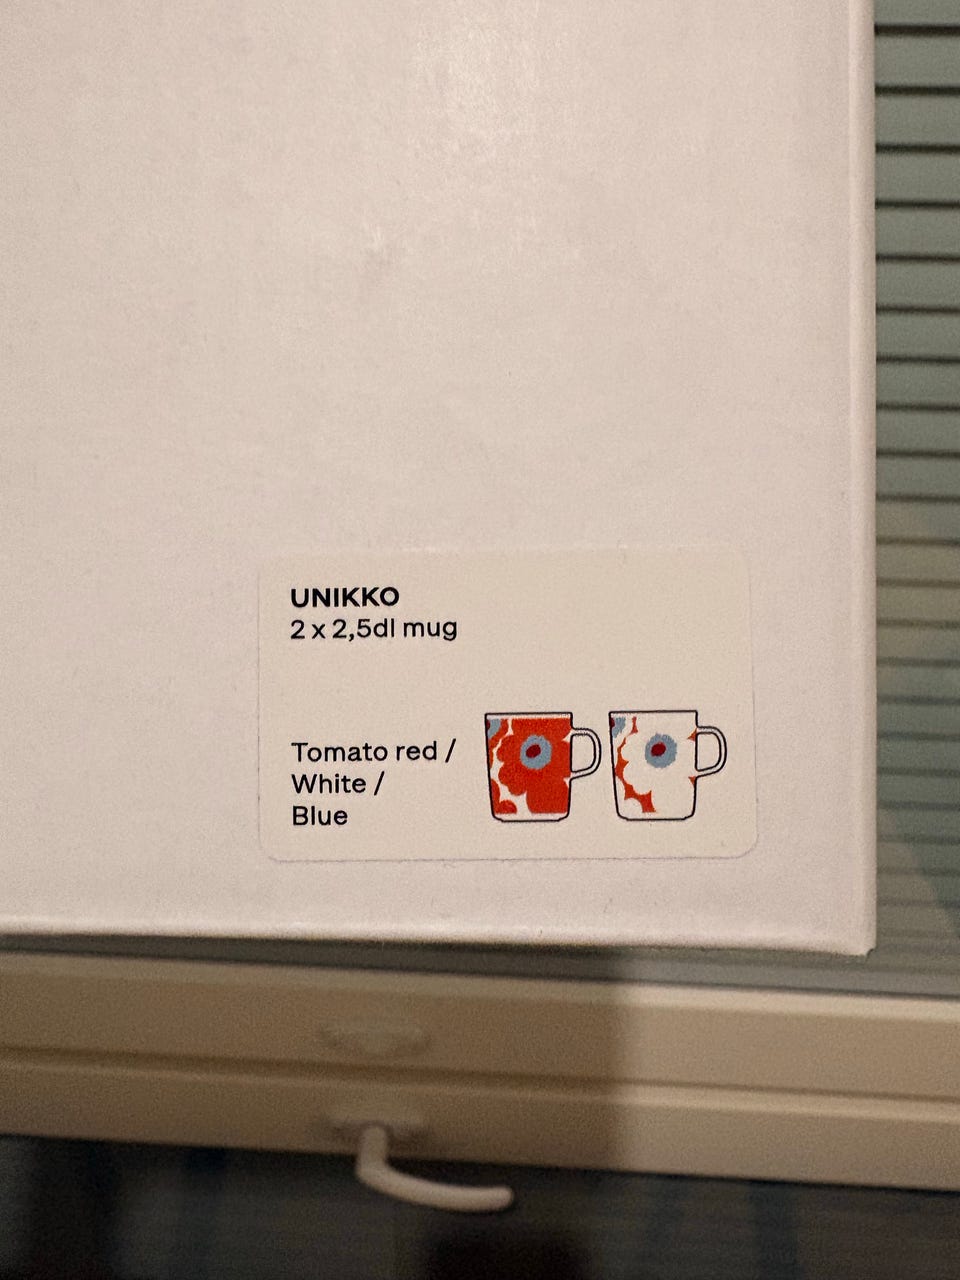 UNIKKO
2 x 2,5dl mug
Tomato red /
White /
Blue